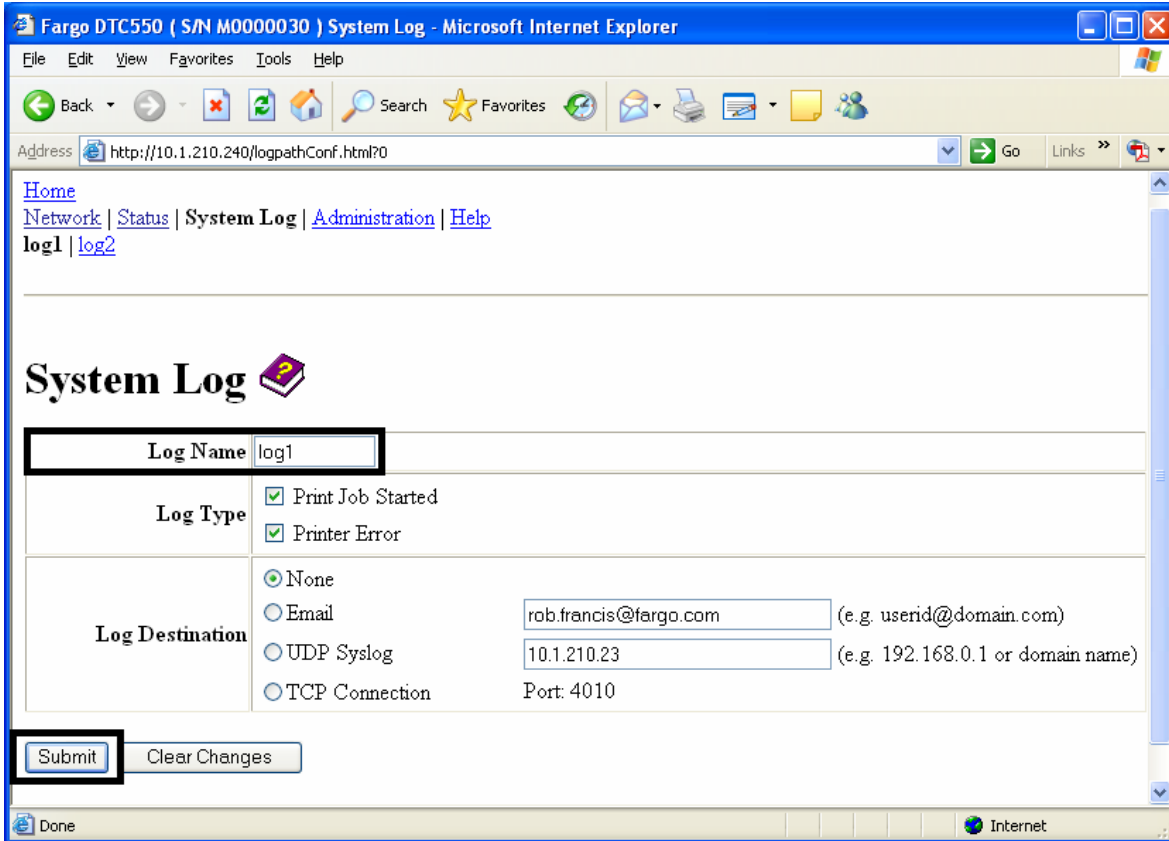 Fargo DTC550 ( S/N M0000030 ) System Log - Microsoft Internet Explorer
File Edit View Favorites Tools Help
Back Search Favorites
Address http://10.1.210.240/logpathConf.html?0 Go Links »
Home
Network | Status | System Log | Administration | Help
log1 | log2
System Log ?
Log Name log1
Log Type
Print Job Started
Printer Error
Log Destination
None
Email rob.francis@fargo.com (e.g. userid@domain.com)
UDP Syslog 10.1.210.23 (e.g. 192.168.0.1 or domain name)
TCP Connection Port: 4010
Submit Clear Changes
Done Internet